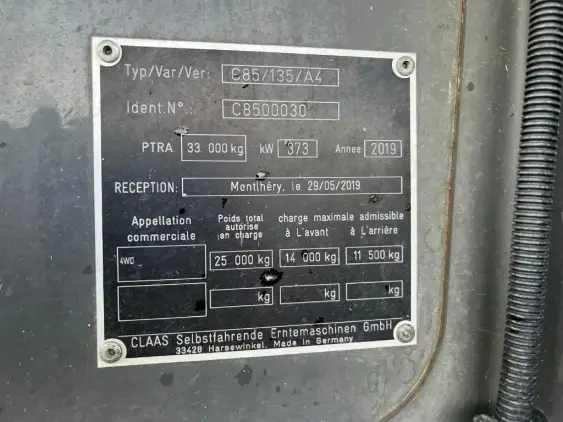 Typ/Var/Ver: C85/135/A4
Ident.N°: C8500030
PTRA 33 000 kg kW 373 Annee 2019
RECEPTION: Montlhéry, le 29/05/2019
Appellation commerciale
Poids total autorise en charge
charge maximale admissible
à L'avant à L'arrière
4WD 25 000 kg 14 000 kg 11 500 kg
kg kg kg
CLAAS Selbstfahrende Erntemaschinen GmbH
33428 Harsewinkel, Made in Germany